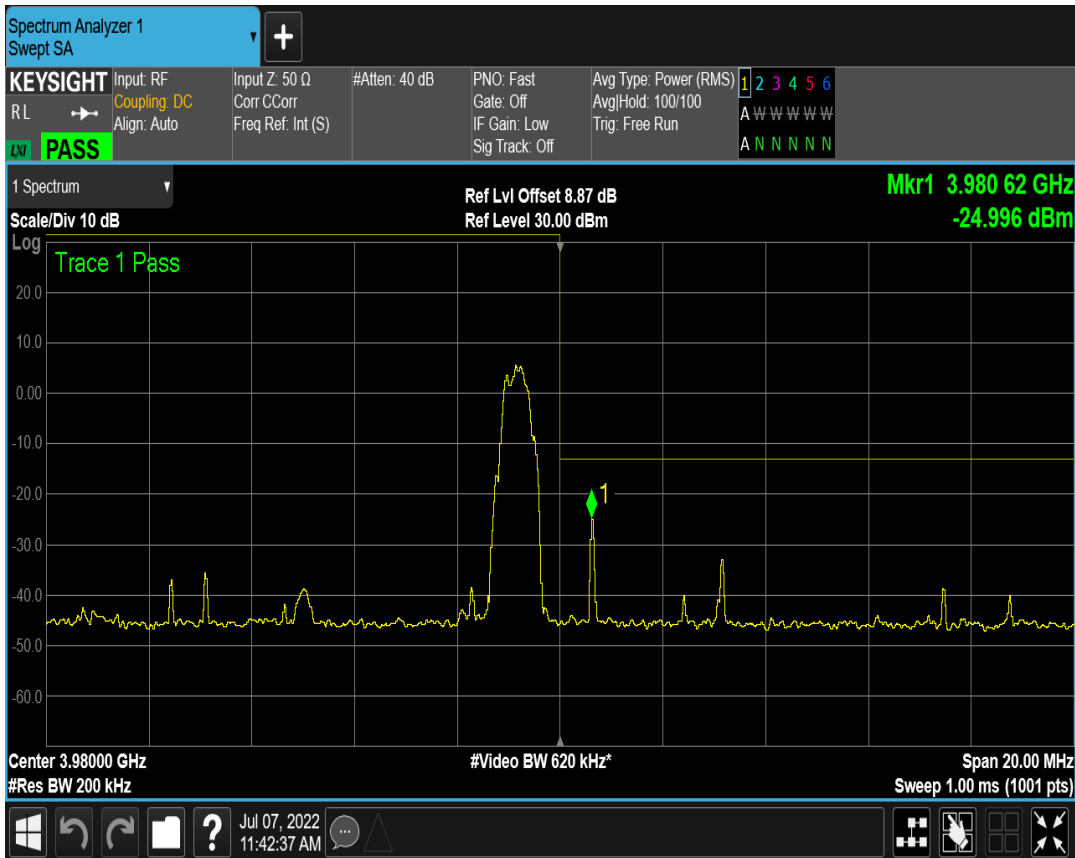 Spectrum Analyzer 1
Swept SA
+
KEYSIGHT
RL
LXI PASS
Input: RF
Coupling: DC
Align: Auto
Input Z: 50 Ω
Corr CCorr
Freq Ref: Int (S)
#Atten: 40 dB
PNO: Fast
Gate: Off
IF Gain: Low
Sig Track: Off
Avg Type: Power (RMS)
Avg|Hold: 100/100
Trig: Free Run
1 2 3 4 5 6
A W W W W W
A N N N N N
1 Spectrum
Scale/Div 10 dB
Ref Lvl Offset 8.87 dB
Ref Level 30.00 dBm
Mkr1 3.980 62 GHz
-24.996 dBm
Log
Trace 1 Pass
20.0
10.0
0.00
-10.0
-20.0
1
-30.0
-40.0
-50.0
-60.0
Center 3.98000 GHz
#Video BW 620 kHz*
Span 20.00 MHz
#Res BW 200 kHz
Sweep 1.00 ms (1001 pts)
?
Jul 07, 2022
11:42:37 AM